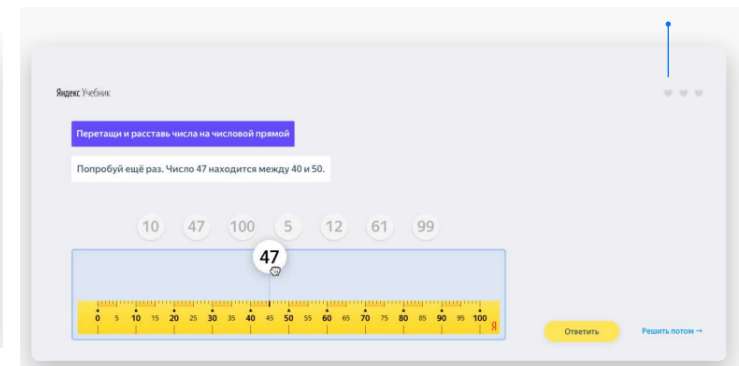 Яндекс Учебник
Перетащи и расставь числа на числовой прямой
Попробуй ещё раз. Число 47 находится между 40 и 50.
10 47 100 5 12 61 99
47
0 5 10 15 20 25 30 35 40 45 50 55 60 65 70 75 80 85 90 95 100 Я
Ответить Решить потом →